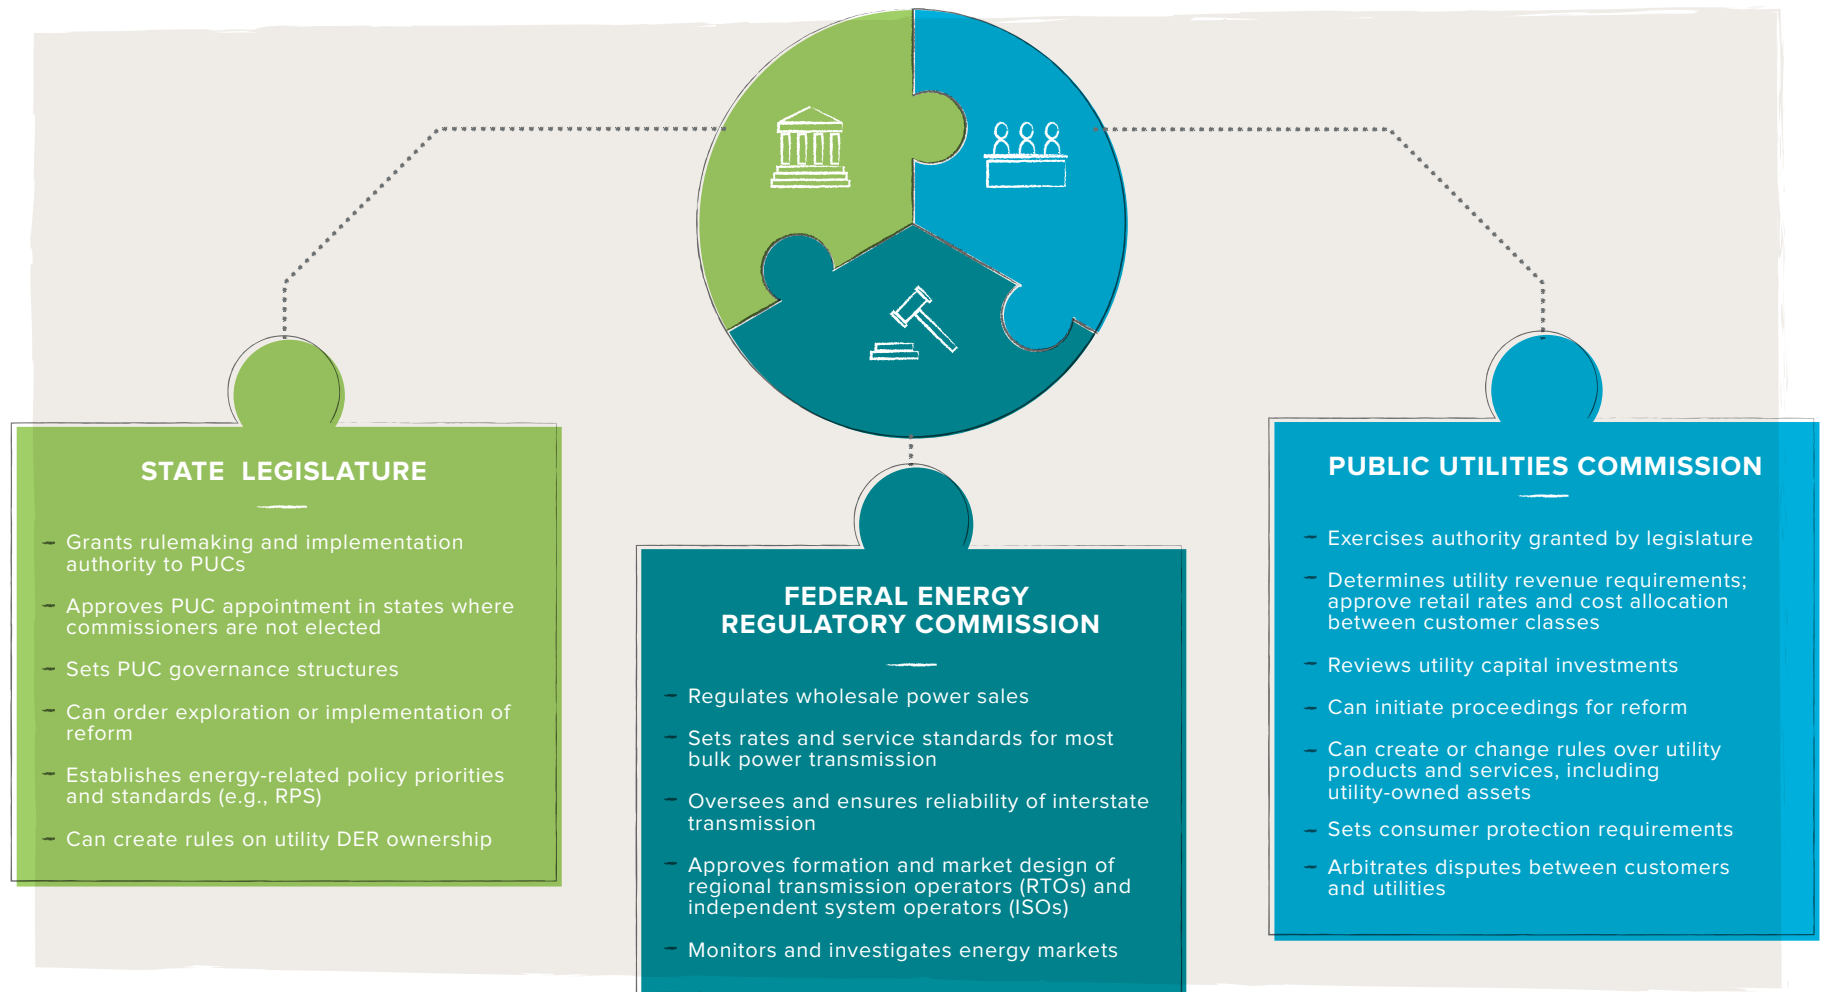 STATE LEGISLATURE
Grants rulemaking and implementation
authority to PUCs
Approves PUC appointment in states where
commissioners are not elected
Sets PUC governance structures
Can order exploration or implementation of
reform
Establishes energy-related policy priorities
and standards (e.g., RPS)
Can create rules on utility DER ownership
FEDERAL ENERGY
REGULATORY COMMISSION
Regulates wholesale power sales
Sets rates and service standards for most
bulk power transmission
Oversees and ensures reliability of interstate
transmission
Approves formation and market design of
regional transmission operators (RTOs) and
independent system operators (ISOs)
Monitors and investigates energy markets
PUBLIC UTILITIES COMMISSION
Exercises authority granted by legislature
Determines utility revenue requirements;
approve retail rates and cost allocation
between customer classes
Reviews utility capital investments
Can initiate proceedings for reform
Can create or change rules over utility
products and services, including
utility-owned assets
Sets consumer protection requirements
Arbitrates disputes between customers
and utilities